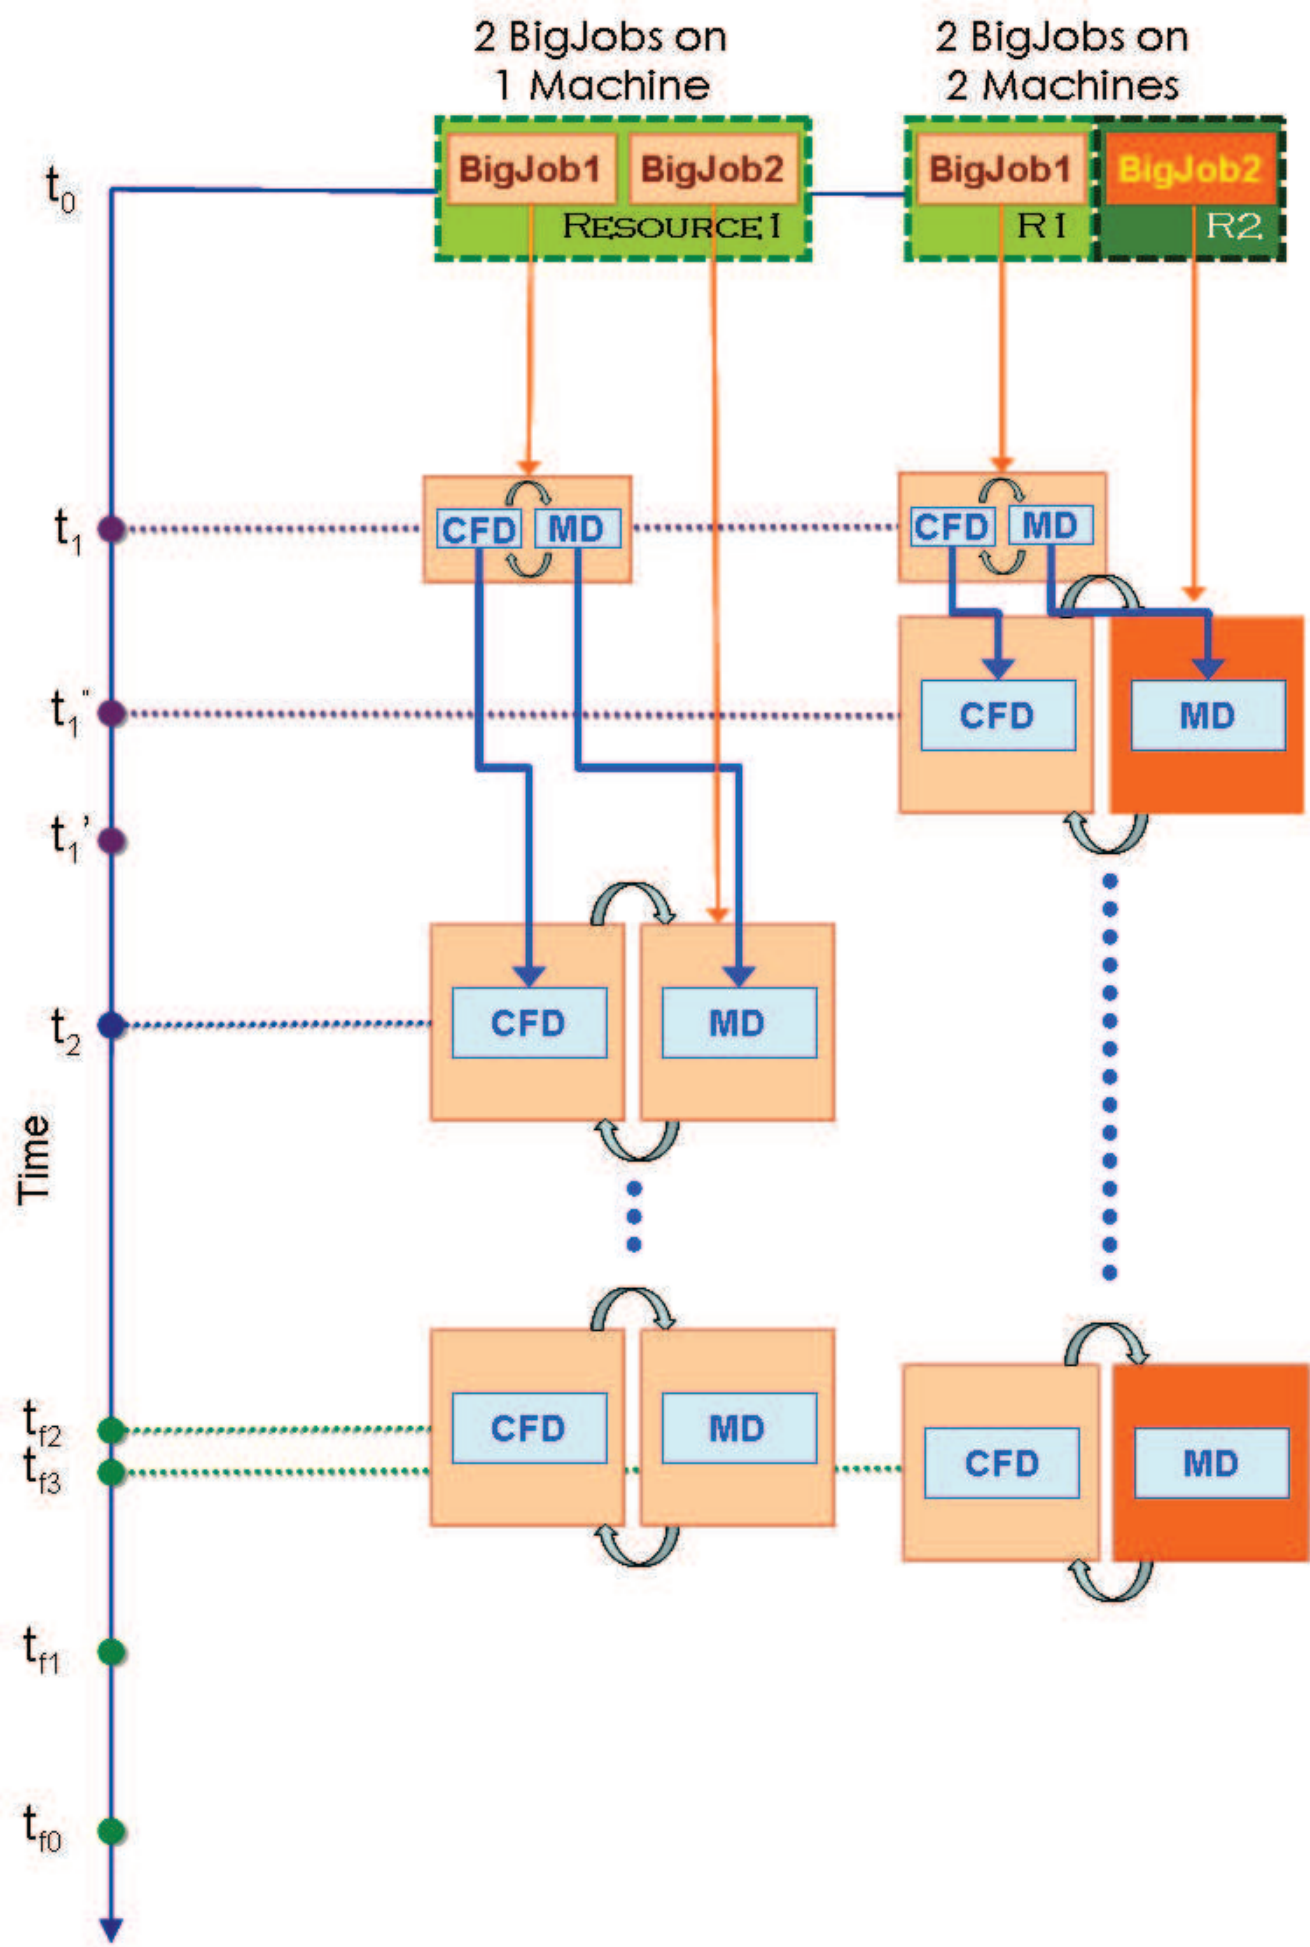 2 BigJobs on
1 Machine
2 BigJobs on
2 Machines
t0
BigJob1
BigJob2
BigJob1
BigJob2
RESOURCE1
R1
R2
t1
CFD
MD
CFD
MD
t1"
CFD
MD
t1'
t2
CFD
MD
Time
tf2
CFD
MD
tf3
CFD
MD
tf1
tf0